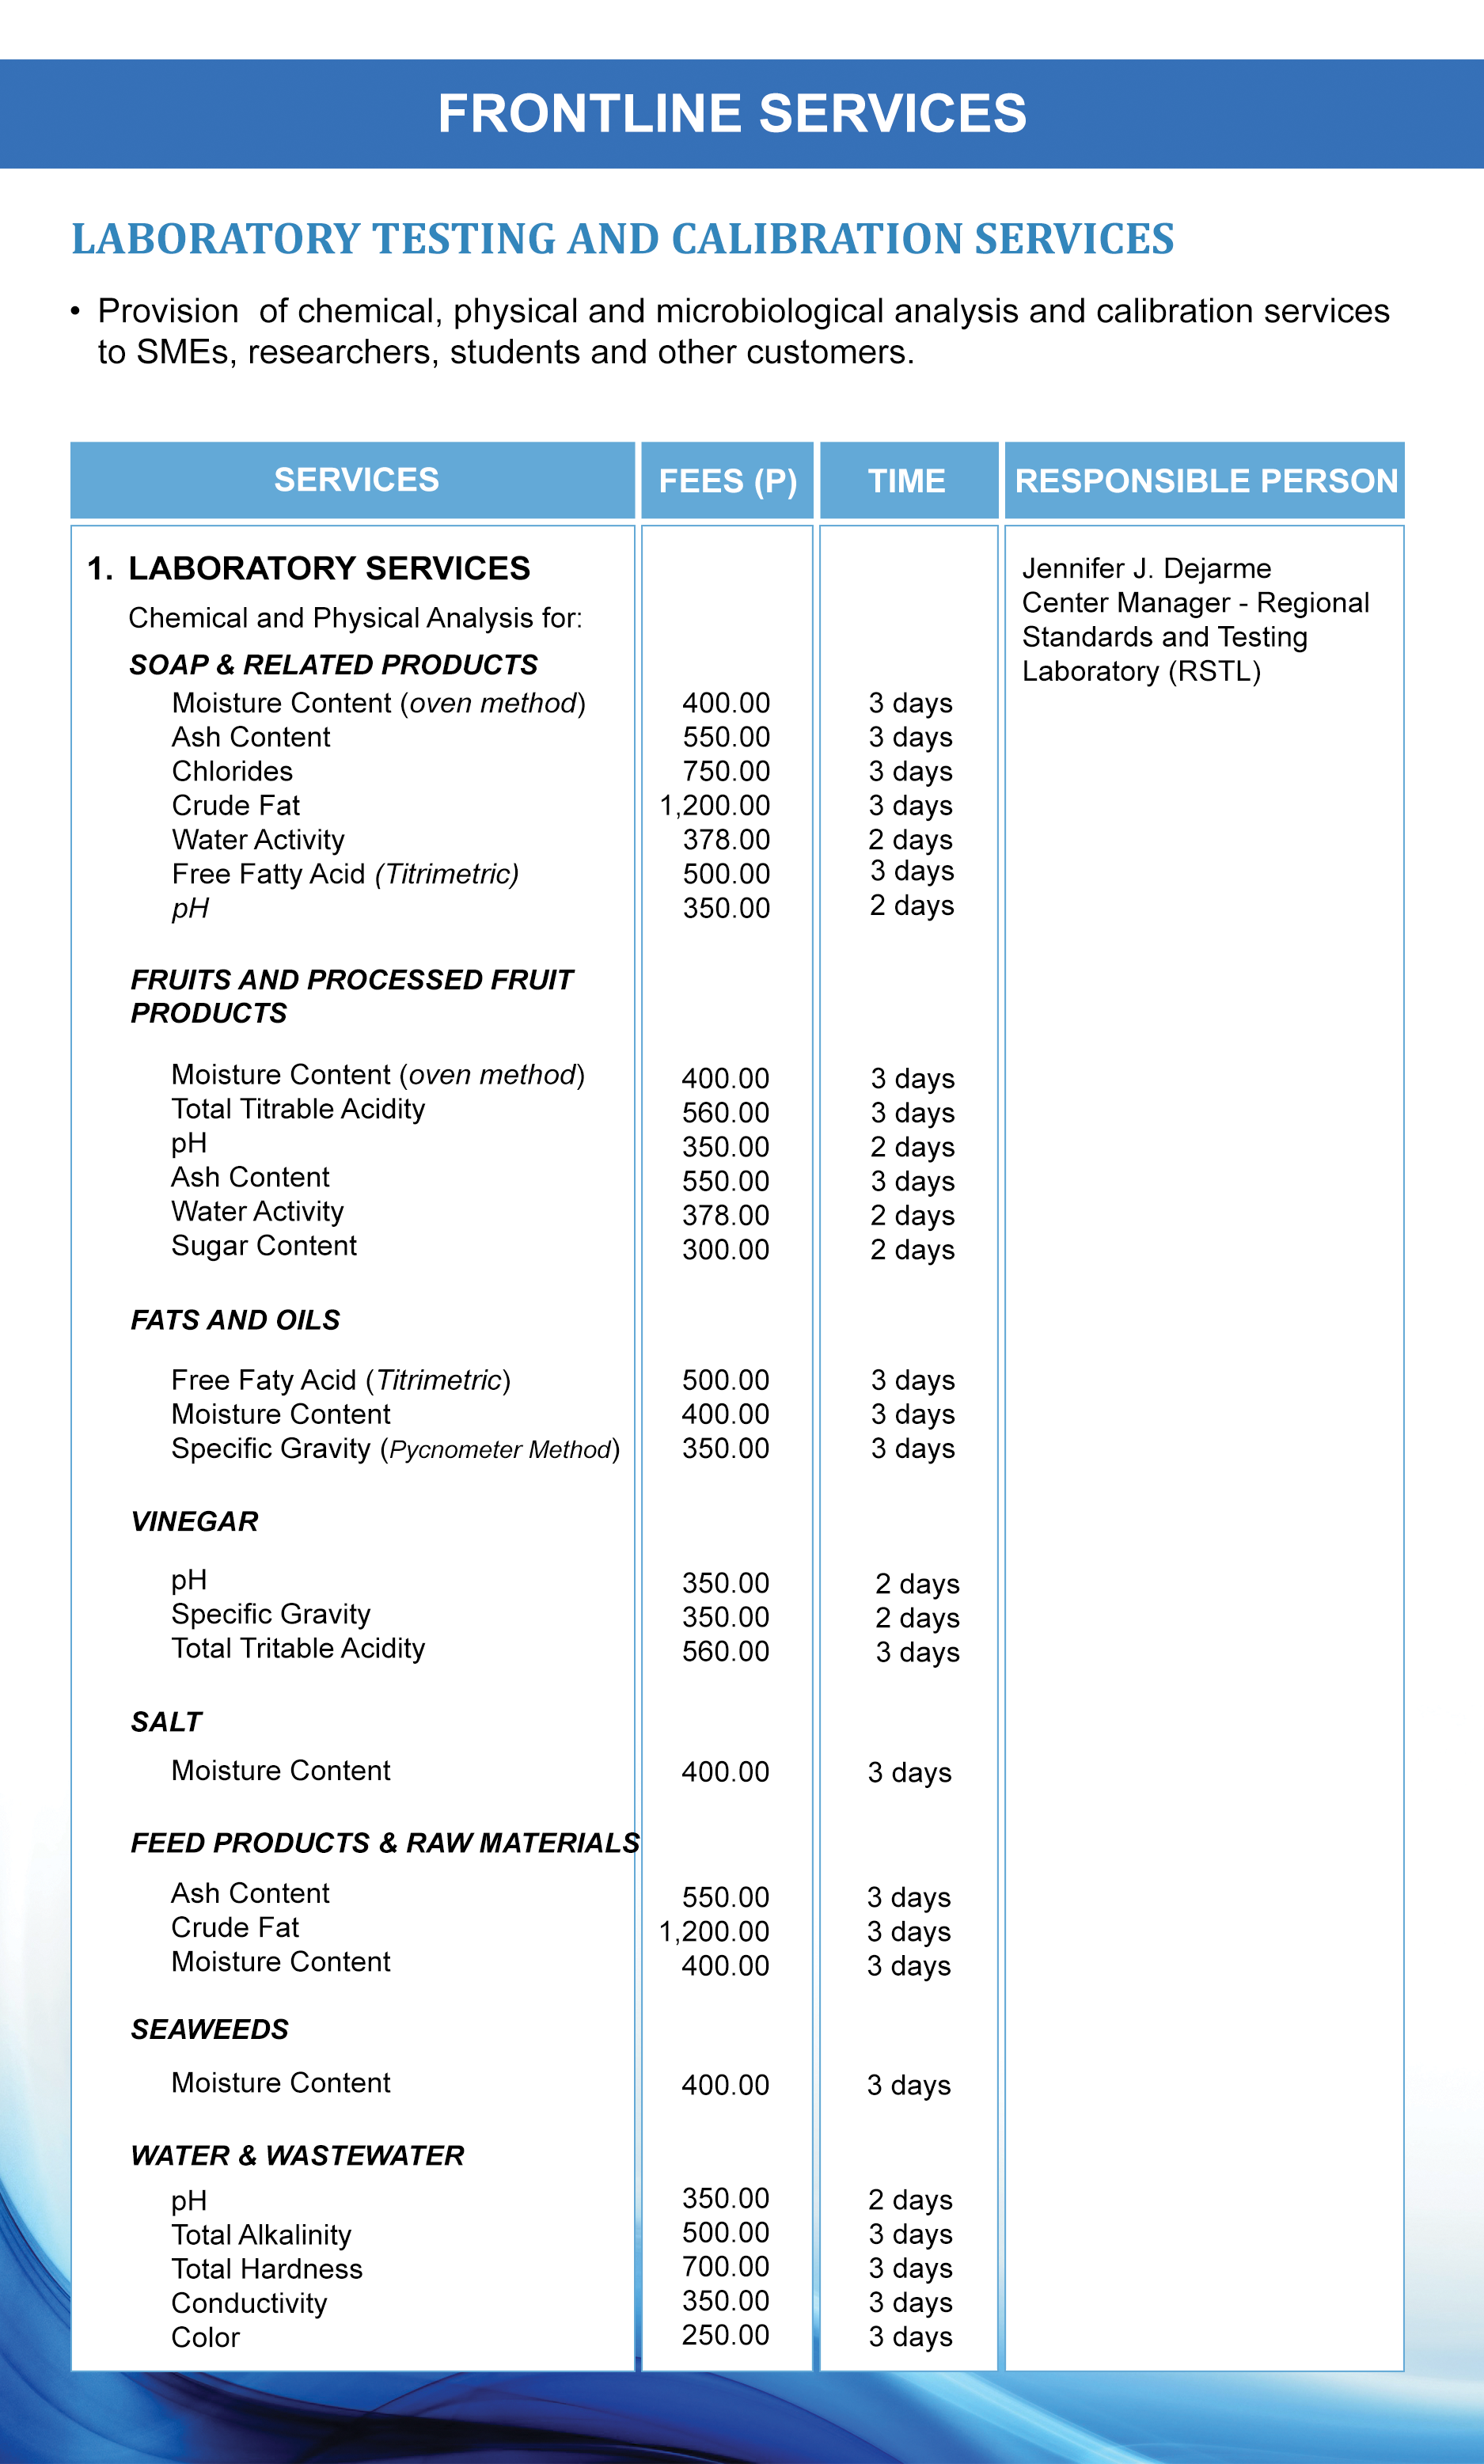 FRONTLINE SERVICES
LABORATORY TESTING AND CALIBRATION SERVICES
• Provision of chemical, physical and microbiological analysis and calibration services
to SMEs, researchers, students and other customers.
SERVICES FEES (P) TIME RESPONSIBLE PERSON
1. LABORATORY SERVICES
Chemical and Physical Analysis for:
Jennifer J. Dejarme
Center Manager - Regional
Standards and Testing
Laboratory (RSTL)
SOAP & RELATED PRODUCTS
Moisture Content (oven method) 400.00 3 days
Ash Content 550.00 3 days
Chlorides 750.00 3 days
Crude Fat 1,200.00 3 days
Water Activity 378.00 2 days
Free Fatty Acid (Titrimetric) 500.00 3 days
pH 350.00 2 days
FRUITS AND PROCESSED FRUIT
PRODUCTS
Moisture Content (oven method) 400.00 3 days
Total Titrable Acidity 560.00 3 days
pH 350.00 2 days
Ash Content 550.00 3 days
Water Activity 378.00 2 days
Sugar Content 300.00 2 days
FATS AND OILS
Free Faty Acid (Titrimetric) 500.00 3 days
Moisture Content 400.00 3 days
Specific Gravity (Pycnometer Method) 350.00 3 days
VINEGAR
pH 350.00 2 days
Specific Gravity 350.00 2 days
Total Tritable Acidity 560.00 3 days
SALT
Moisture Content 400.00 3 days
FEED PRODUCTS & RAW MATERIALS
Ash Content 550.00 3 days
Crude Fat 1,200.00 3 days
Moisture Content 400.00 3 days
SEAWEEDS
Moisture Content 400.00 3 days
WATER & WASTEWATER
pH 350.00 2 days
Total Alkalinity 500.00 3 days
Total Hardness 700.00 3 days
Conductivity 350.00 3 days
Color 250.00 3 days